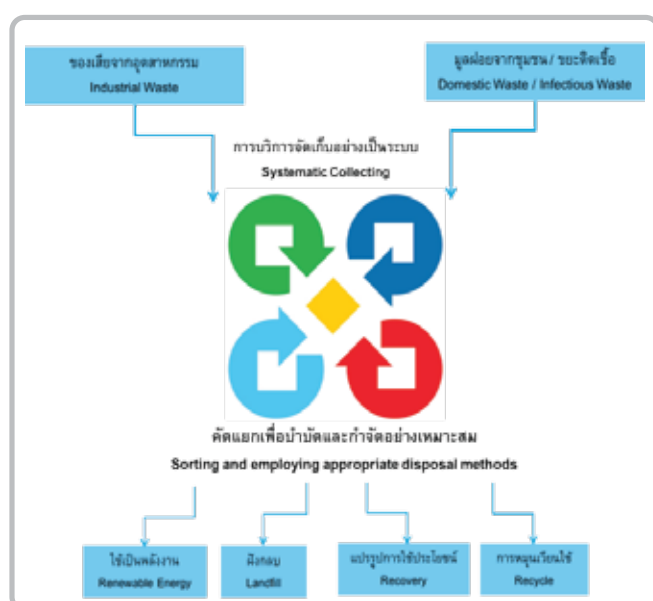 ของเสียจากอุตสาหกรรม
Industrial Waste
มูลฝอยจากชุมชน / ขยะติดเชื้อ
Domestic Waste / Infectious Waste
การบริการจัดเก็บอย่างเป็นระบบ
Systematic Collecting
คัดแยกเพื่อบำบัดและกำจัดอย่างเหมาะสม
Sorting and employing appropriate disposal methods
ใช้เป็นพลังงาน
Renewable Energy
ฝังกลบ
Landfill
แปรรูปการใช้ประโยชน์
Recovery
การหมุนเวียนใช้
Recycle